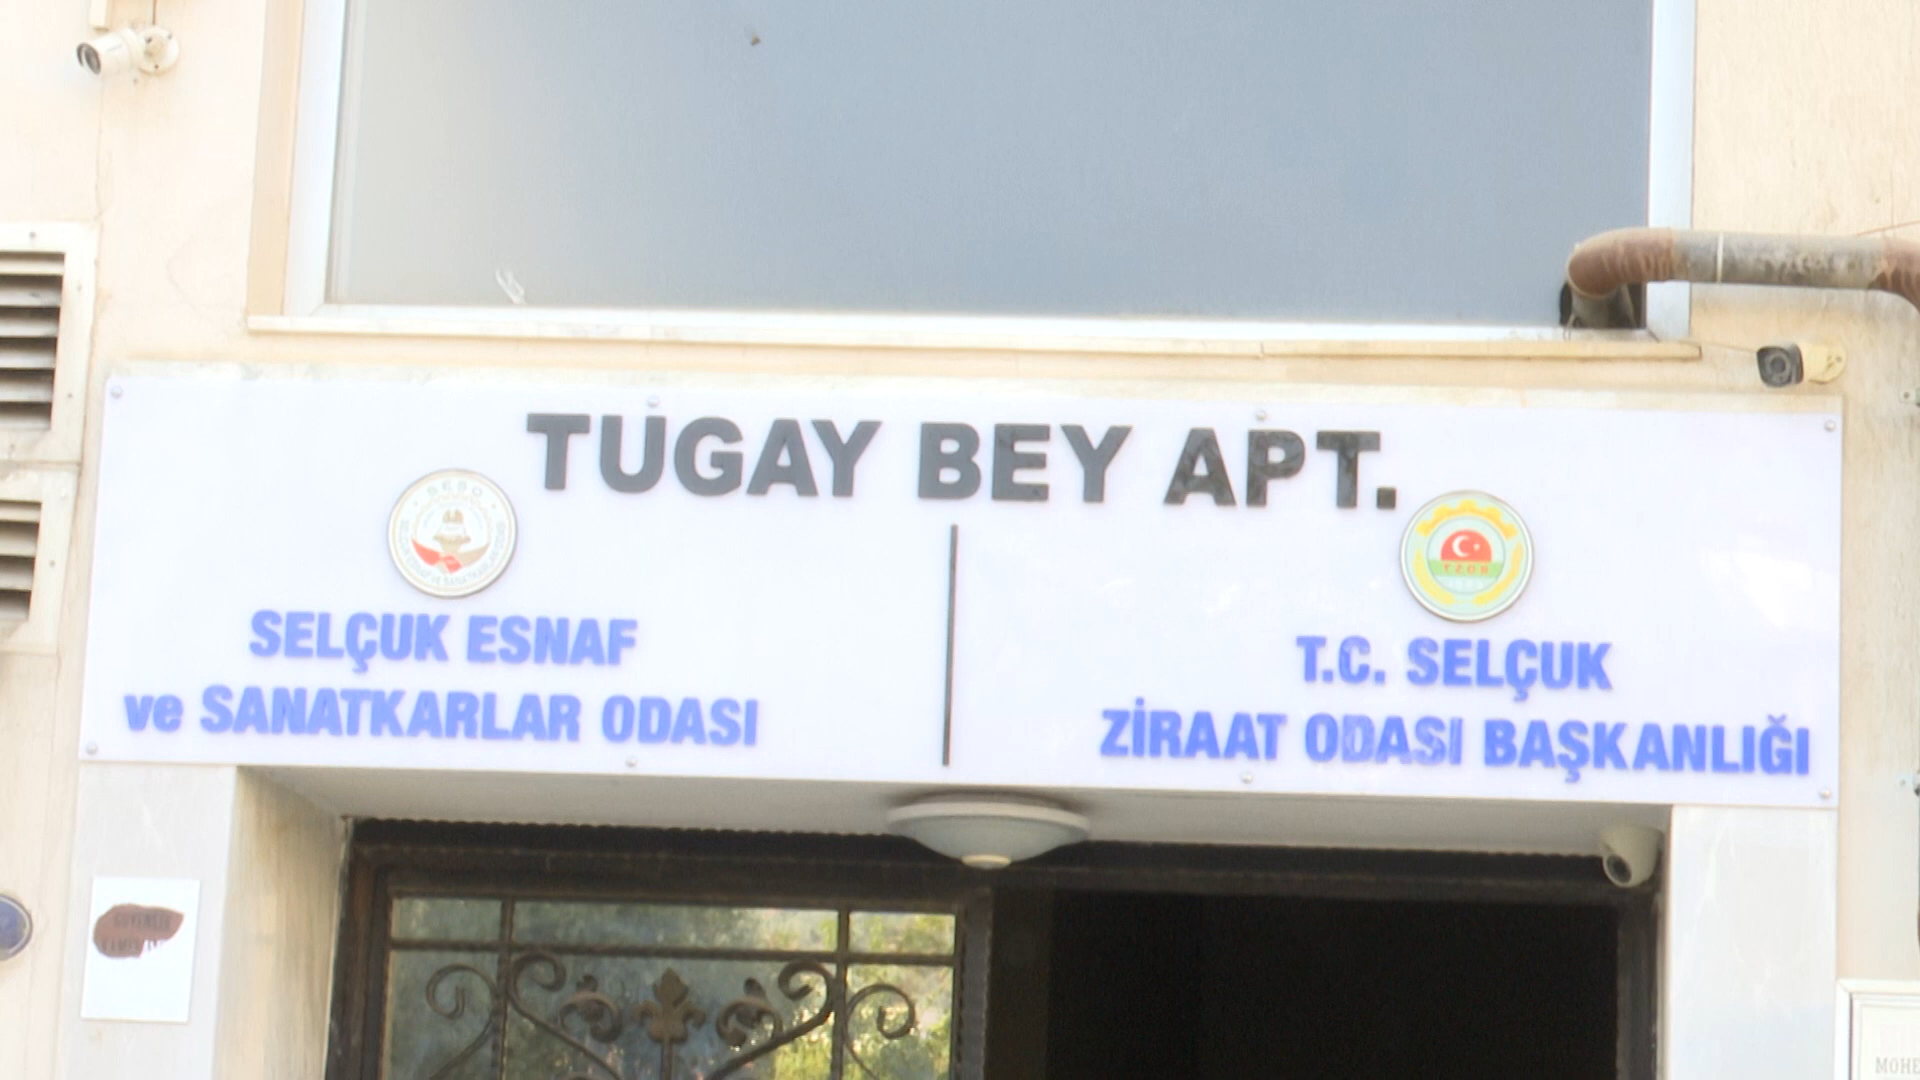 TUGAY BEY APT.
SELÇUK ESNAF
ve SANATKARLAR ODASI
T.C. SELÇUK
ZİRAAT ODASI BAŞKANLIĞI